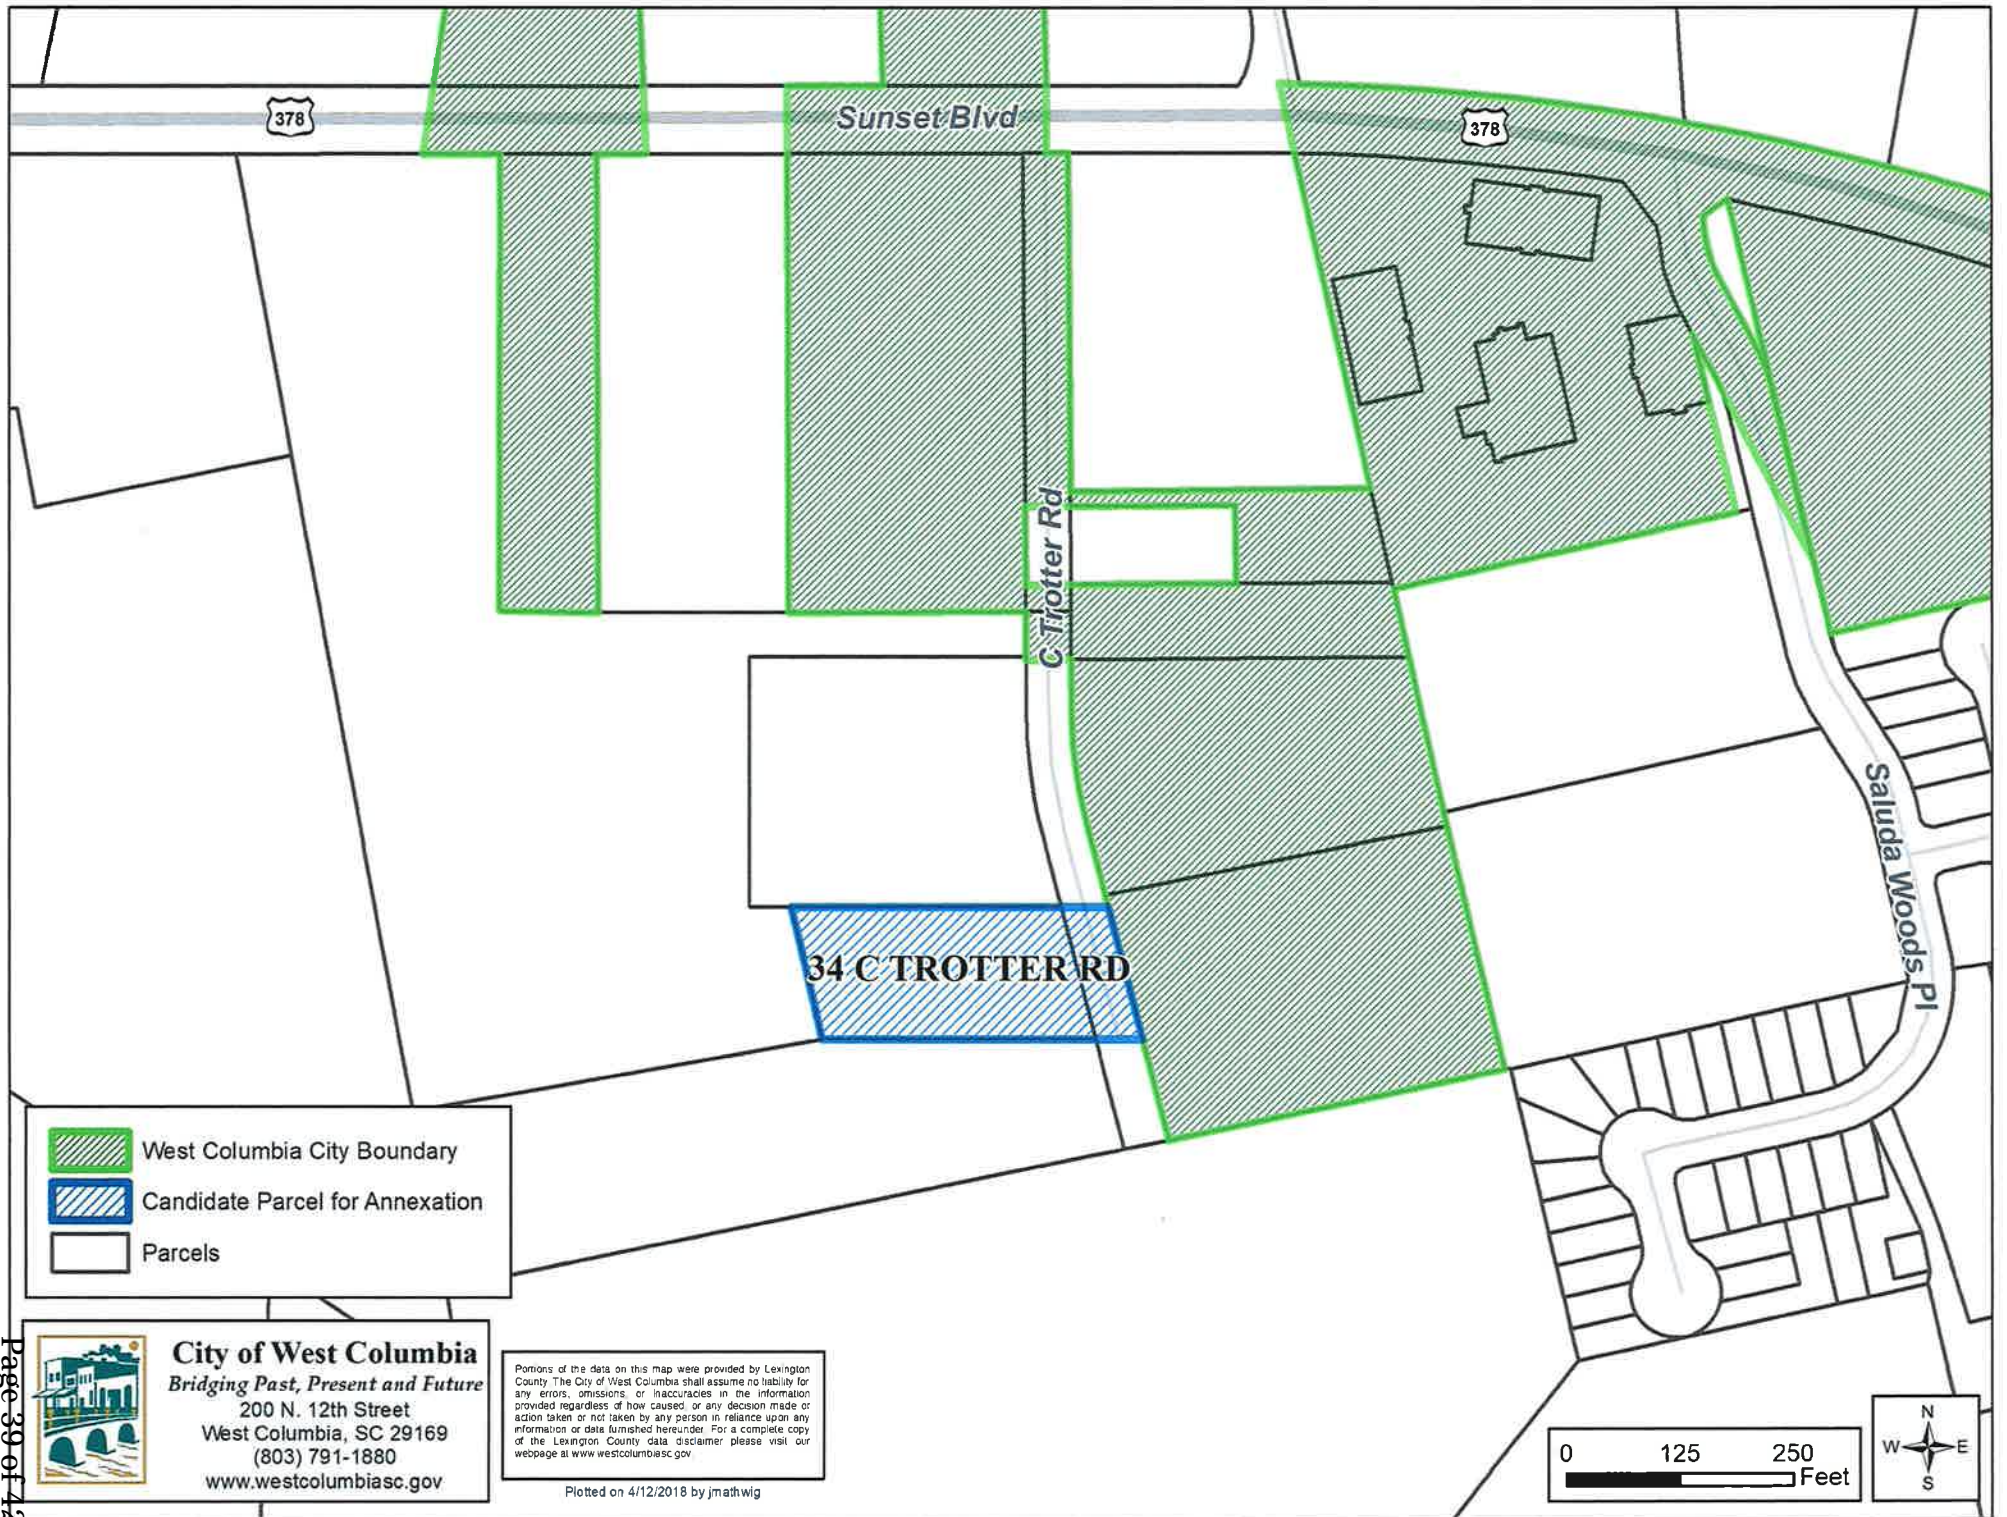 378
Sunset Blvd
378
C Trotter Rd
Saluda Woods Pl
34 C TROTTER RD
West Columbia City Boundary
Candidate Parcel for Annexation
Parcels
City of West Columbia
Bridging Past, Present and Future
200 N. 12th Street
West Columbia, SC 29169
(803) 791-1880
www.westcolumbiasc.gov
Portions of the data on this map were provided by Lexington
County The City of West Columbia shall assume no liability for
any errors, omissions, or inaccuracies in the information
provided regardless of how caused, or any decision made or
action taken or not taken by any person in reliance upon any
information or data furnished hereunder. For a complete copy
of the Lexington County data disclaimer please visit our
webpage at www.westcolumbiasc.gov
Plotted on 4/12/2018 by jmathwig
0 125 250
Feet
N
W E
S
Page 39 of 42